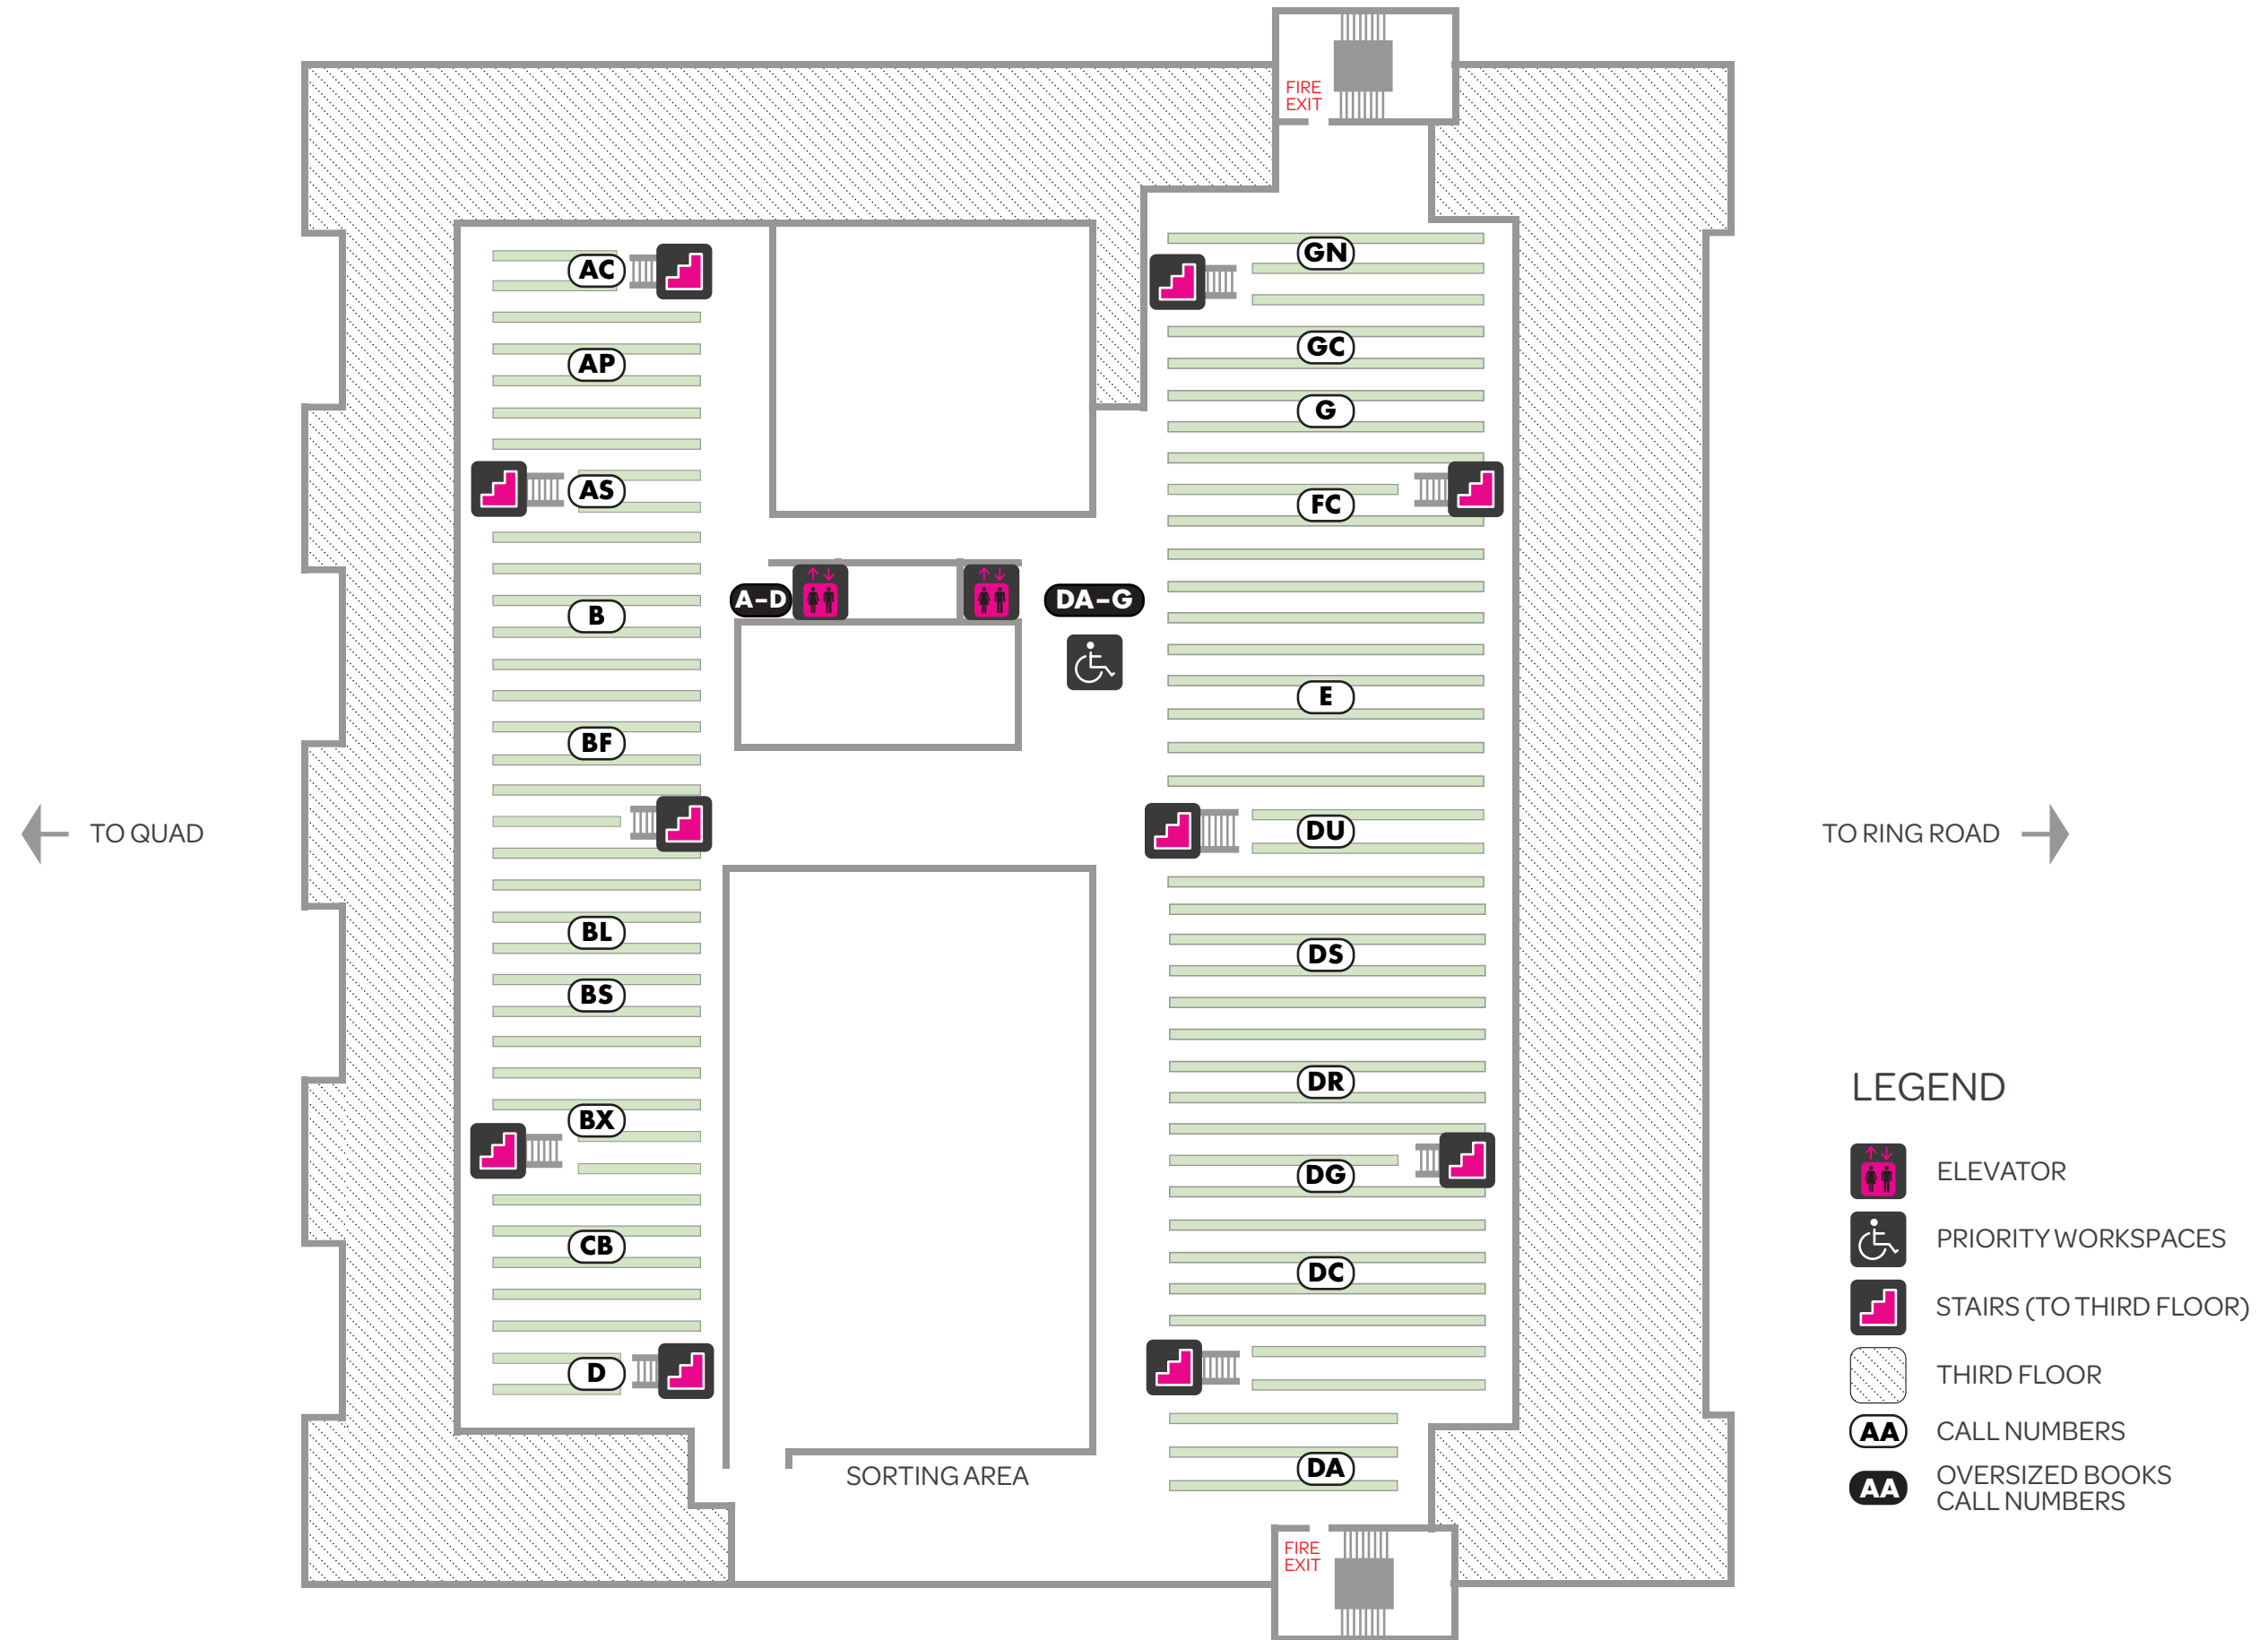 FIRE
EXIT
AC
GN
AP
GC
G
AS
FC
A–D
DA–G
B
E
BF
TO QUAD
DU
TO RING ROAD
BL
DS
BS
DR
LEGEND
BX
DG
ELEVATOR
CB
PRIORITY WORKSPACES
DC
STAIRS (TO THIRD FLOOR)
D
THIRD FLOOR
AA
CALL NUMBERS
DA
SORTING AREA
AA
OVERSIZED BOOKS
CALL NUMBERS
FIRE
EXIT